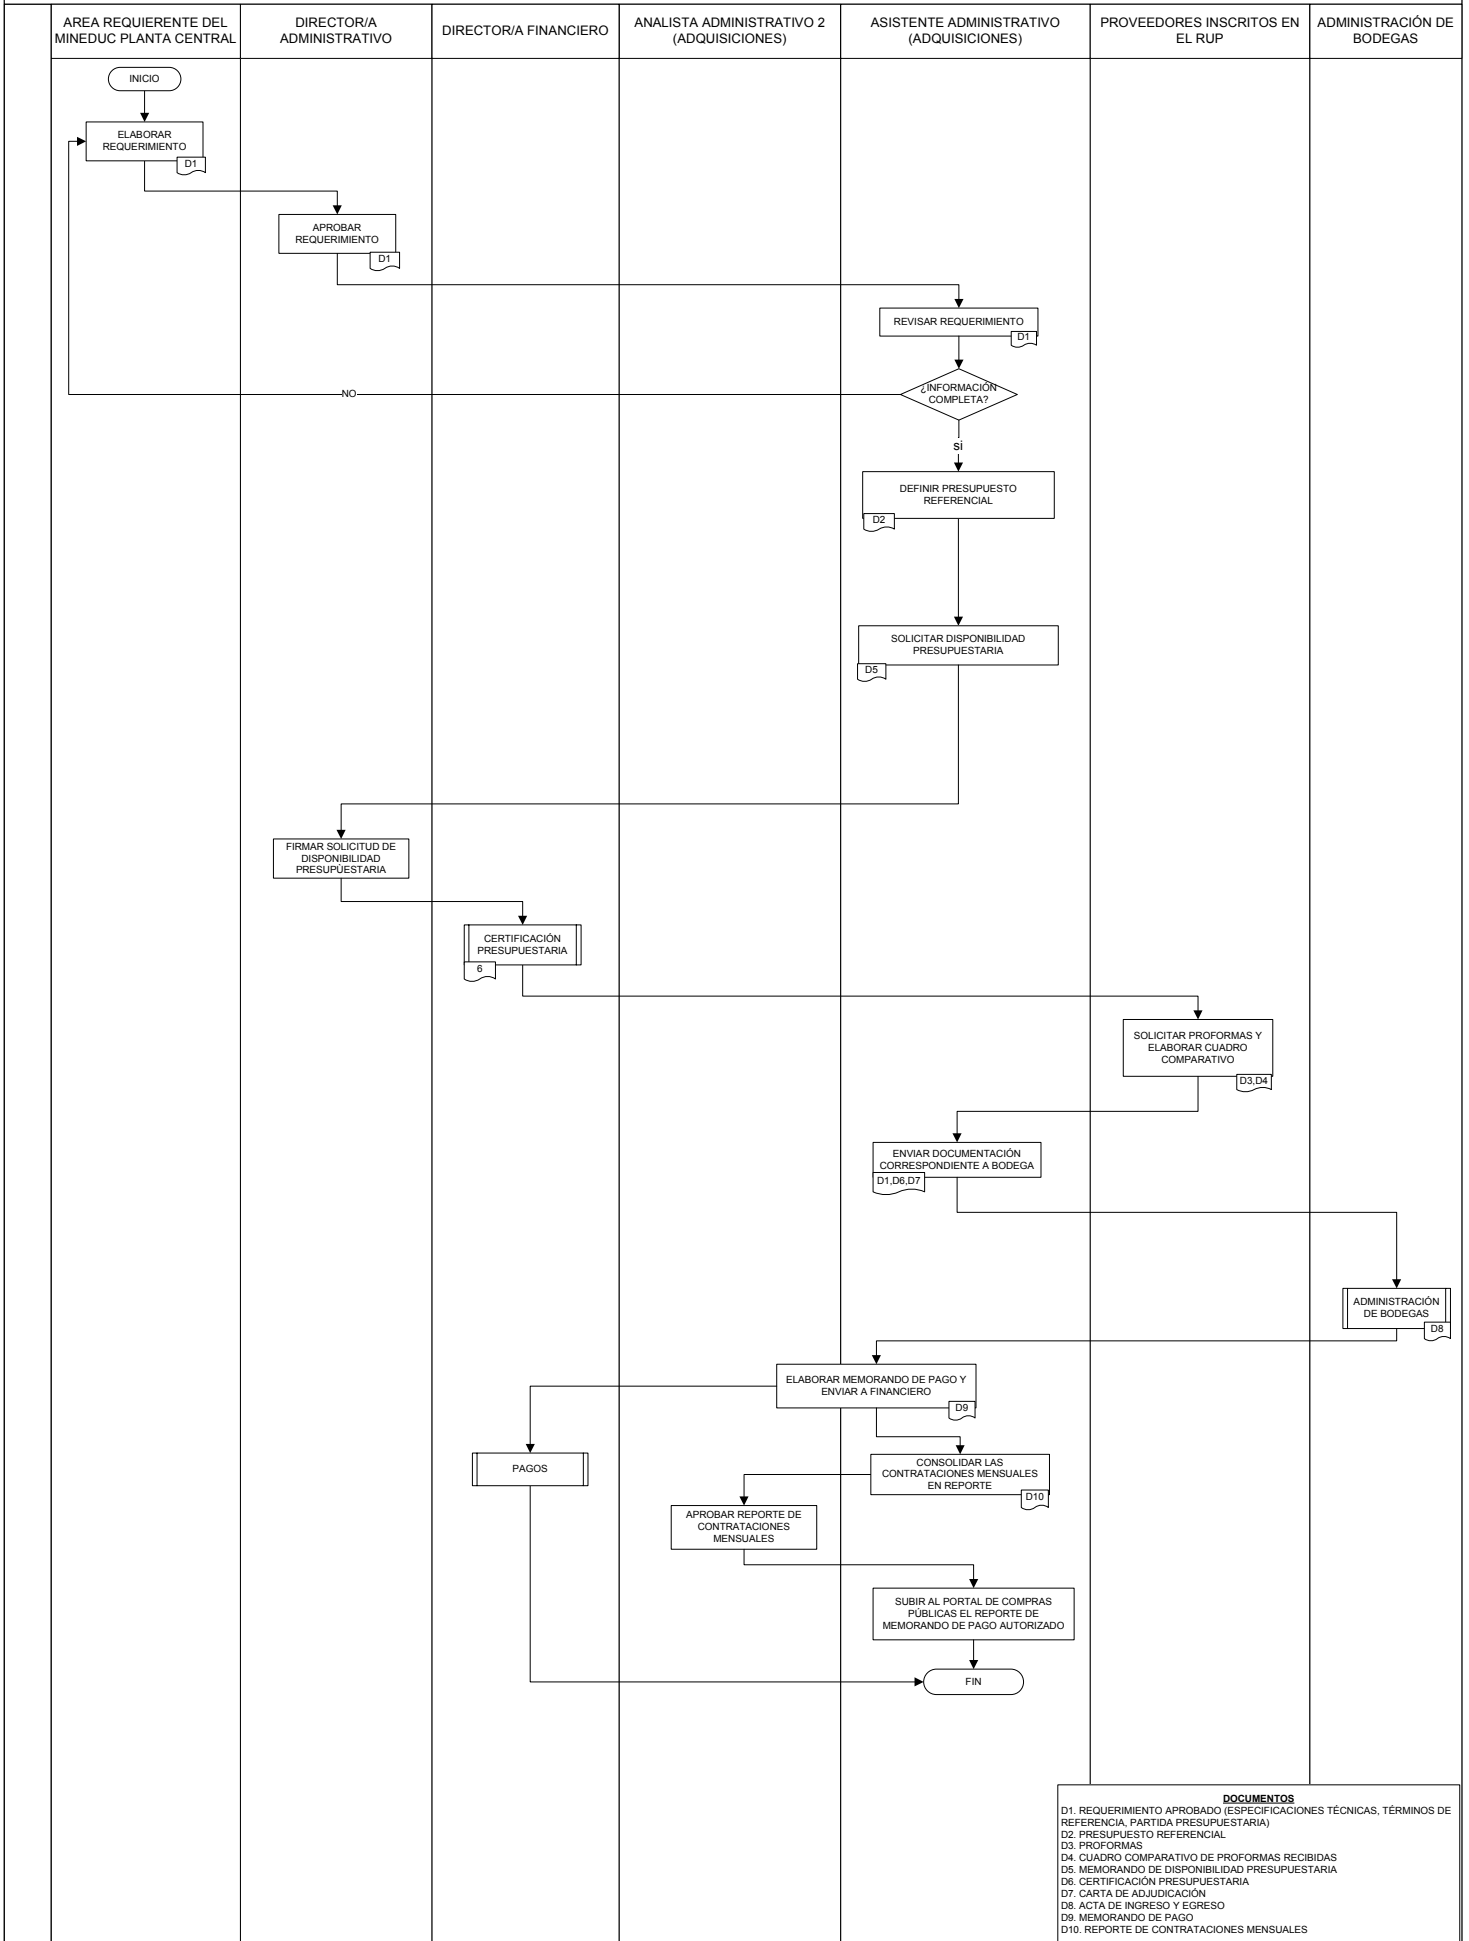 AREA REQUIERENTE DEL
MINEDUC PLANTA CENTRAL
DIRECTOR/A
ADMINISTRATIVO
DIRECTOR/A FINANCIERO
ANALISTA ADMINISTRATIVO 2
(ADQUISICIONES)
ASISTENTE ADMINISTRATIVO
(ADQUISICIONES)
PROVEEDORES INSCRITOS EN
EL RUP
ADMINISTRACIÓN DE
BODEGAS
INICIO
ELABORAR
REQUERIMIENTO
D1
APROBAR
REQUERIMIENTO
D1
REVISAR REQUERIMIENTO
D1
¿INFORMACIÓN
COMPLETA?
NO
sí
DEFINIR PRESUPUESTO
REFERENCIAL
D2
SOLICITAR DISPONIBILIDAD
PRESUPUESTARIA
D5
FIRMAR SOLICITUD DE
DISPONIBILIDAD
PRESUPÙESTARIA
CERTIFICACIÓN
PRESUPUESTARIA
6
SOLICITAR PROFORMAS Y
ELABORAR CUADRO
COMPARATIVO
D3,D4
ENVIAR DOCUMENTACIÓN
CORRESPONDIENTE A BODEGA
D1,D6,D7
ADMINISTRACIÓN
DE BODEGAS
D8
ELABORAR MEMORANDO DE PAGO Y
ENVIAR A FINANCIERO
D9
PAGOS
CONSOLIDAR LAS
CONTRATACIONES MENSUALES
EN REPORTE
D10
APROBAR REPORTE DE
CONTRATACIONES
MENSUALES
SUBIR AL PORTAL DE COMPRAS
PÚBLICAS EL REPORTE DE
MEMORANDO DE PAGO AUTORIZADO
FIN
DOCUMENTOS
D1. REQUERIMIENTO APROBADO (ESPECIFICACIONES TÉCNICAS, TÉRMINOS DE
REFERENCIA, PARTIDA PRESUPUESTARIA)
D2. PRESUPUESTO REFERENCIAL
D3. PROFORMAS
D4. CUADRO COMPARATIVO DE PROFORMAS RECIBIDAS
D5. MEMORANDO DE DISPONIBILIDAD PRESUPUESTARIA
D6. CERTIFICACIÓN PRESUPUESTARIA
D7. CARTA DE ADJUDICACIÓN
D8. ACTA DE INGRESO Y EGRESO
D9. MEMORANDO DE PAGO
D10. REPORTE DE CONTRATACIONES MENSUALES